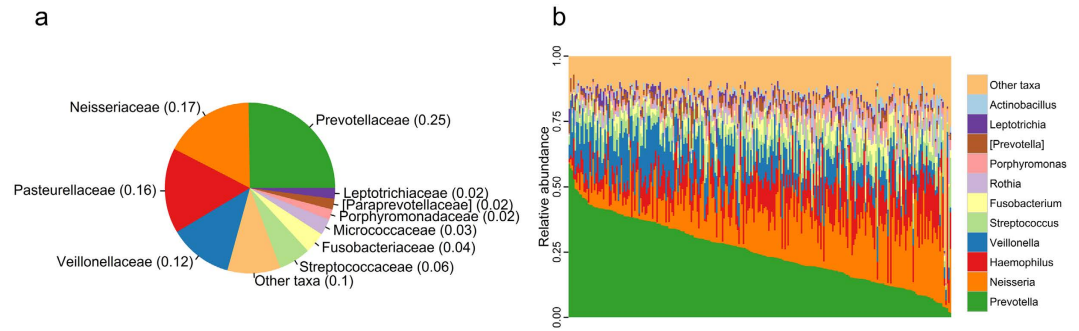 a
Neisseriaceae (0.17)
Prevotellaceae (0.25)
Pasteurellaceae (0.16)
Leptotrichiaceae (0.02)
[Paraprevotellaceae] (0.02)
Porphyromonadaceae (0.02)
Micrococcaceae (0.03)
Fusobacteriaceae (0.04)
Veillonellaceae (0.12)
Streptococcaceae (0.06)
Other taxa (0.1)
b
Relative abundance
1.00
0.75
0.50
0.25
0.00
Other taxa
Actinobacillus
Leptotrichia
[Prevotella]
Porphyromonas
Rothia
Fusobacterium
Streptococcus
Veillonella
Haemophilus
Neisseria
Prevotella